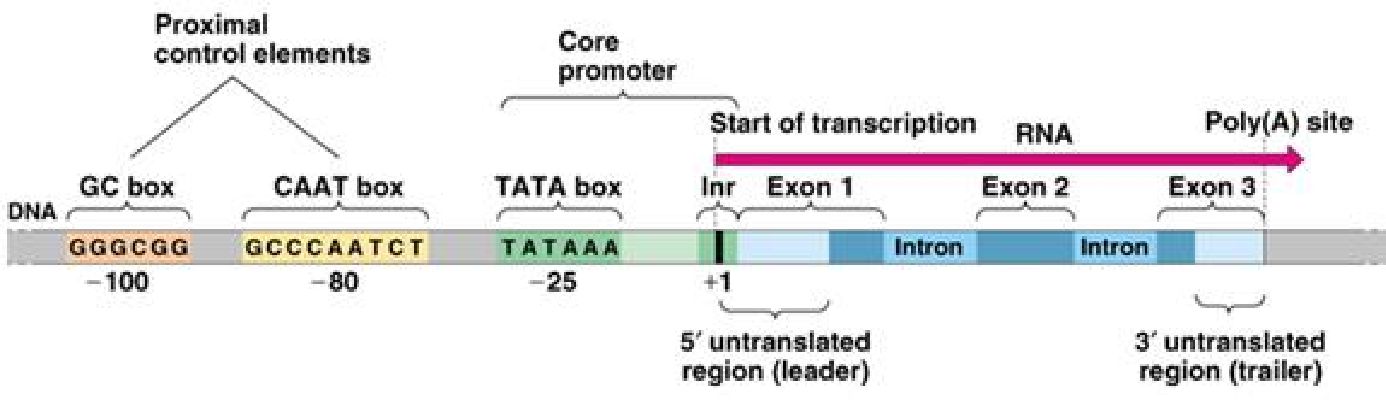 Proximal
control elements
Core
promoter
Start of transcription
RNA
Poly(A) site
GC box
CAAT box
TATA box
Inr
Exon 1
Exon 2
Exon 3
DNA
GGGCGG
GCCCAATCT
TATAAA
Intron
Intron
−100
−80
−25
+1
5′ untranslated
region (leader)
3′ untranslated
region (trailer)